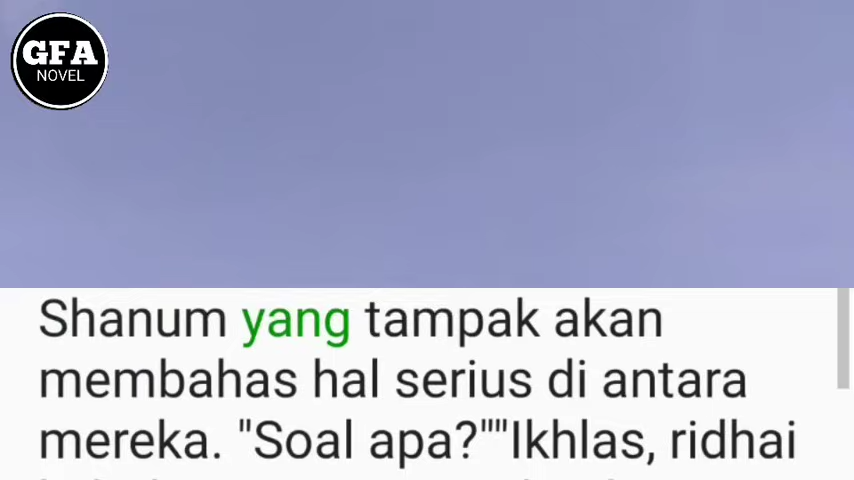 GFA
NOVEL
Shanum yang tampak akan
membahas hal serius di antara
mereka. "Soal apa?""Ikhlas, ridhai